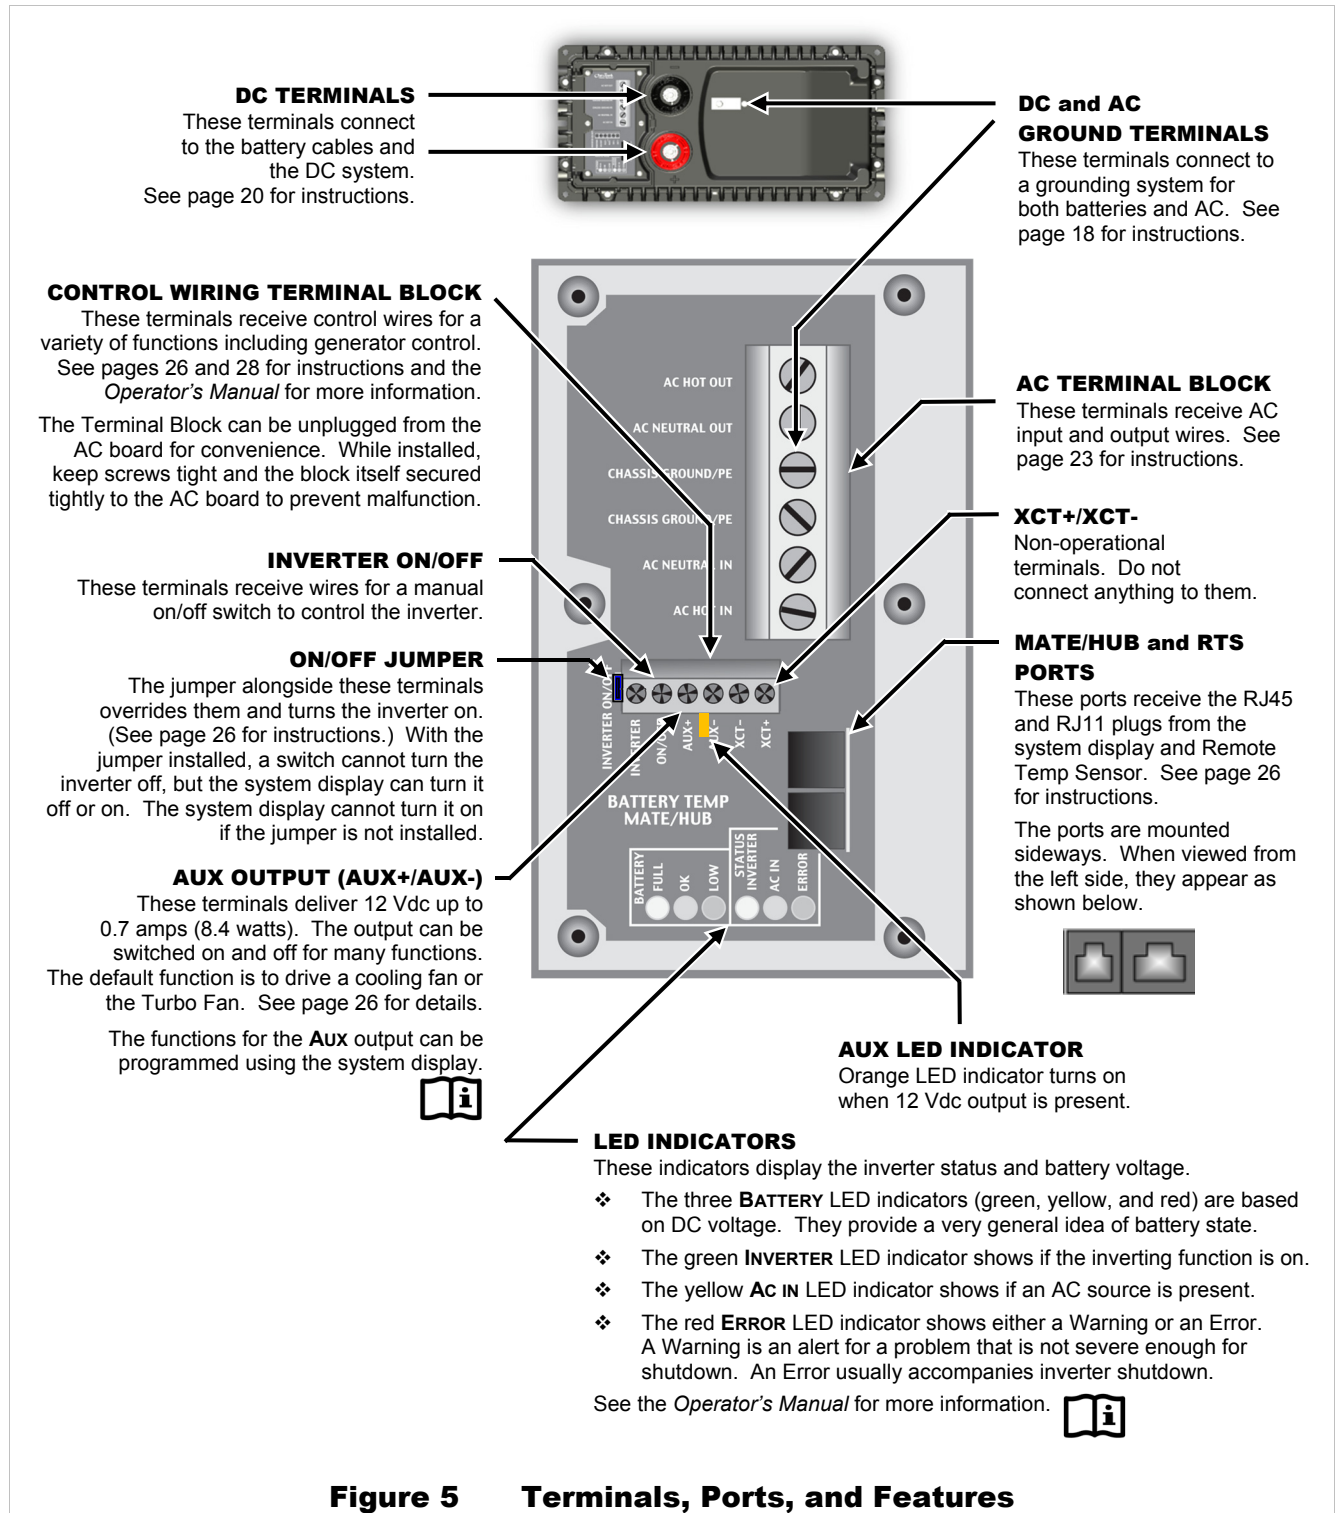 DC TERMINALS
These terminals connect
to the battery cables and
the DC system.
See page 20 for instructions.
DC and AC
GROUND TERMINALS
These terminals connect to
a grounding system for
both batteries and AC.  See
page 18 for instructions.
CONTROL WIRING TERMINAL BLOCK
These terminals receive control wires for a
variety of functions including generator control.
See pages 26 and 28 for instructions and the
Operator's Manual for more information.
The Terminal Block can be unplugged from the
AC board for convenience.  While installed,
keep screws tight and the block itself secured
tightly to the AC board to prevent malfunction.
INVERTER ON/OFF
These terminals receive wires for a manual
on/off switch to control the inverter.
ON/OFF JUMPER
The jumper alongside these terminals
overrides them and turns the inverter on.
(See page 26 for instructions.)  With the
jumper installed, a switch cannot turn the
inverter off, but the system display can turn it
off or on.  The system display cannot turn it on
if the jumper is not installed.
AUX OUTPUT (AUX+/AUX-)
These terminals deliver 12 Vdc up to
0.7 amps (8.4 watts).  The output can be
switched on and off for many functions.
The default function is to drive a cooling fan or
the Turbo Fan.  See page 26 for details.
The functions for the AUX output can be
programmed using the system display.
i
AC HOT OUT
AC NEUTRAL OUT
CHASSIS GROUND/PE
CHASSIS GROUND/PE
AC NEUTRAL IN
AC HOT IN
INVERTER ON/OFF
INVERTER
ON/OFF
AUX+
AUX−
XCT−
XCT+
BATTERY TEMP
MATE/HUB
BATTERY
FULL
OK
LOW
STATUS
INVERTER
AC IN
ERROR
AC TERMINAL BLOCK
These terminals receive AC
input and output wires.  See
page 23 for instructions.
XCT+/XCT-
Non-operational
terminals.  Do not
connect anything to them.
MATE/HUB and RTS
PORTS
These ports receive the RJ45
and RJ11 plugs from the
system display and Remote
Temp Sensor.  See page 26
for instructions.
The ports are mounted
sideways.  When viewed from
the left side, they appear as
shown below.
AUX LED INDICATOR
Orange LED indicator turns on
when 12 Vdc output is present.
LED INDICATORS
These indicators display the inverter status and battery voltage.
❖ The three BATTERY LED indicators (green, yellow, and red) are based
on DC voltage.  They provide a very general idea of battery state.
❖ The green INVERTER LED indicator shows if the inverting function is on.
❖ The yellow AC IN LED indicator shows if an AC source is present.
❖ The red ERROR LED indicator shows either a Warning or an Error.
A Warning is an alert for a problem that is not severe enough for
shutdown.  An Error usually accompanies inverter shutdown.
See the Operator's Manual for more information.
i
Figure 5 Terminals, Ports, and Features